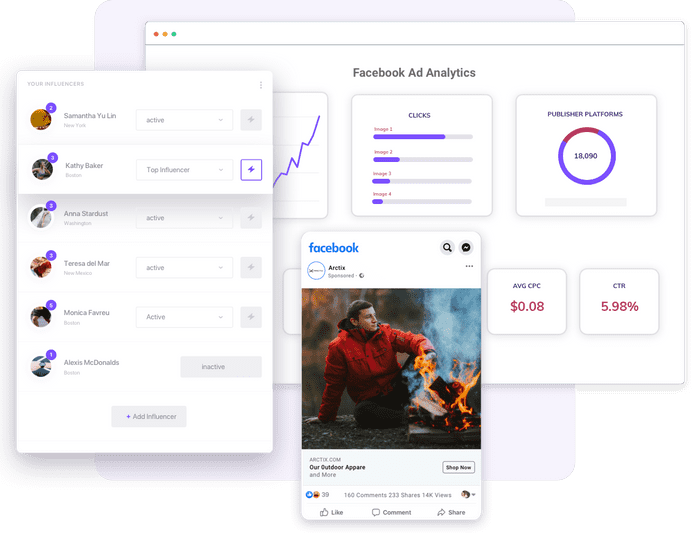 Facebook Ad Analytics
YOUR INFLUENCERS
2
Samantha Yu Lin
New York
active
3
Kathy Baker
Boston
Top Influencer
3
Anna Stardust
Washington
active
3
Teresa del Mar
New Mexico
active
5
Monica Favreu
Boston
Active
1
Alexis McDonalds
Boston
inactive
+ Add Influencer
CLICKS
Image 1
Image 2
Image 3
Image 4
PUBLISHER PLATFORMS
18,090
AVG CPC
$0.08
CTR
5.98%
facebook
Arctix
Sponsored ·
ARCTIX.COM
Our Outdoor Appare
and More
Shop Now
39
160 Comments 233 Shares 14K Views
Like
Comment
Share